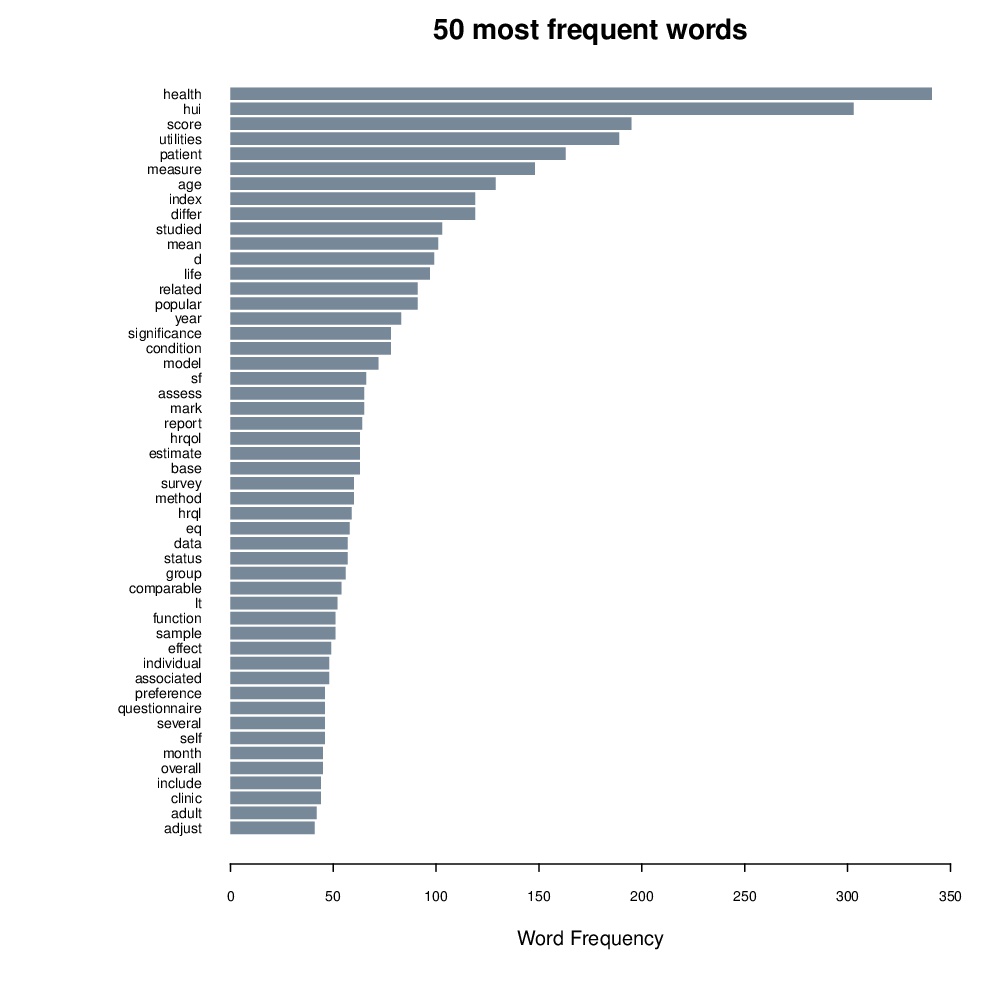 50 most frequent words
health
hui
score
utilities
patient
measure
age
index
differ
studied
mean
d
life
related
popular
year
significance
condition
model
sf
assess
mark
report
hrqol
estimate
base
survey
method
hrql
eq
data
status
group
comparable
lt
function
sample
effect
individual
associated
preference
questionnaire
several
self
month
overall
include
clinic
adult
adjust
0 50 100 150 200 250 300 350
Word Frequency